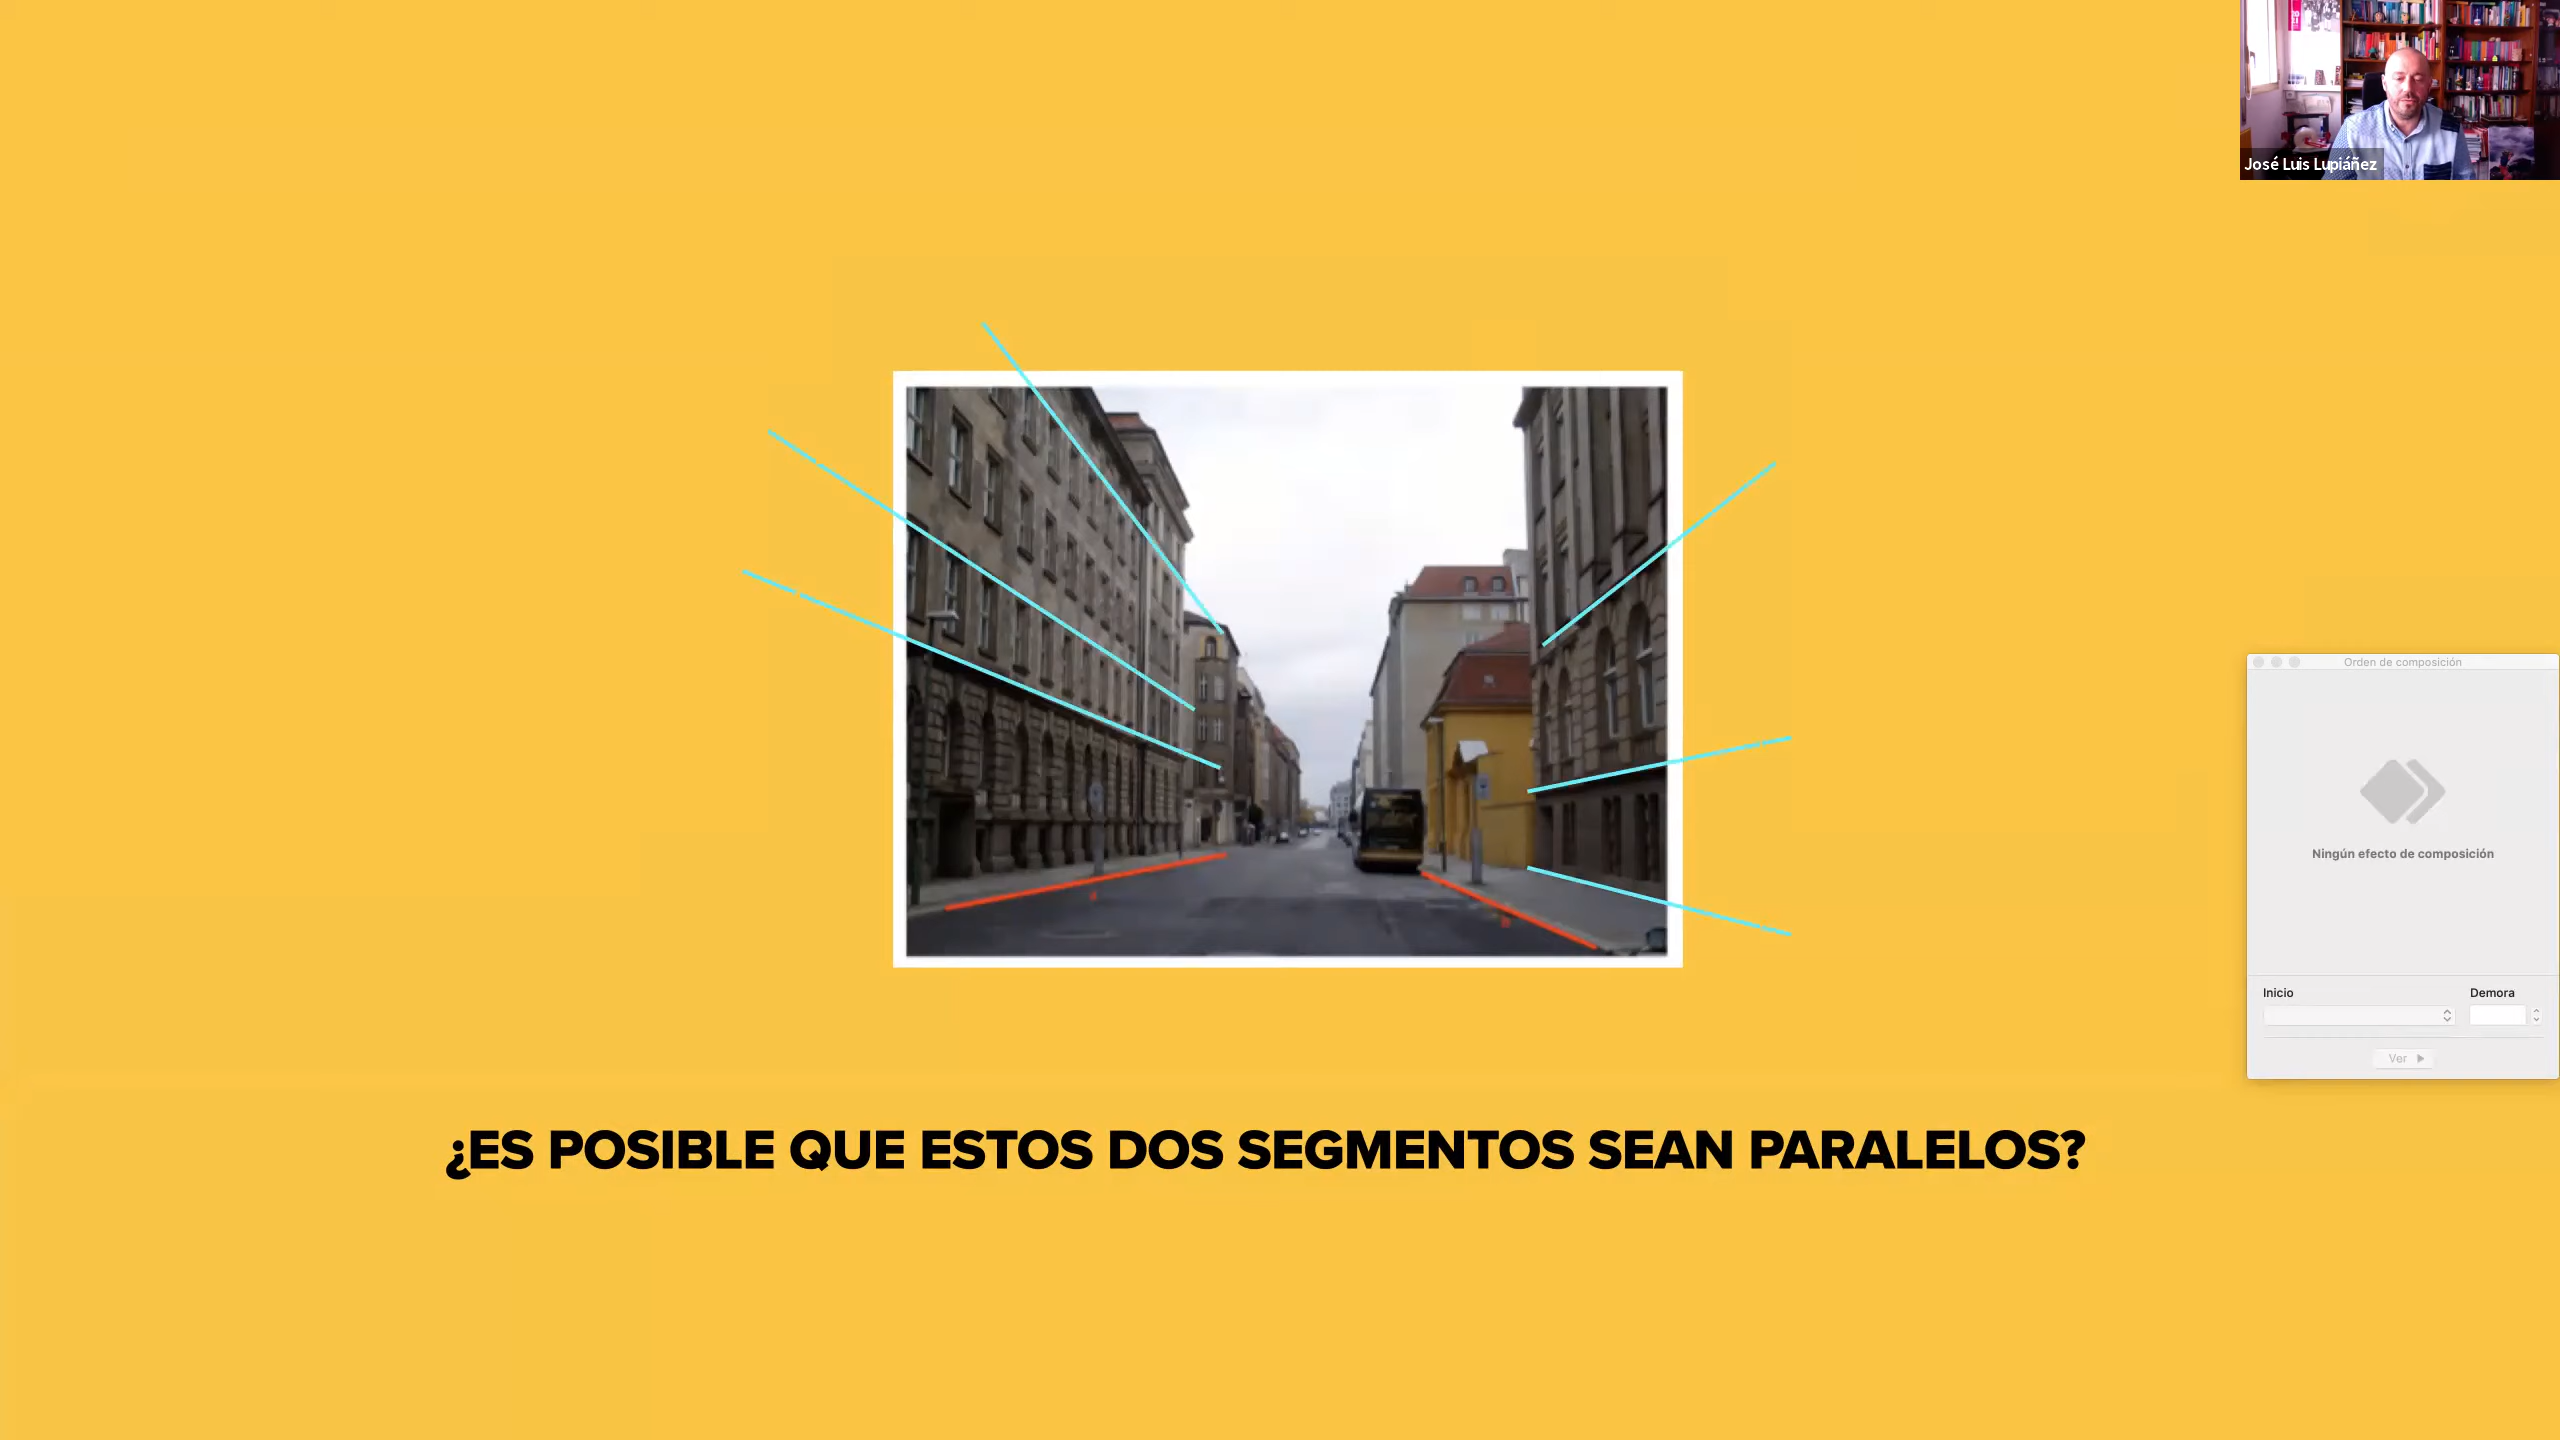 José Luis Lupiáñez
Orden de composición
Ningún efecto de composición
Inicio
Demora
Ver
¿ES POSIBLE QUE ESTOS DOS SEGMENTOS SEAN PARALELOS?